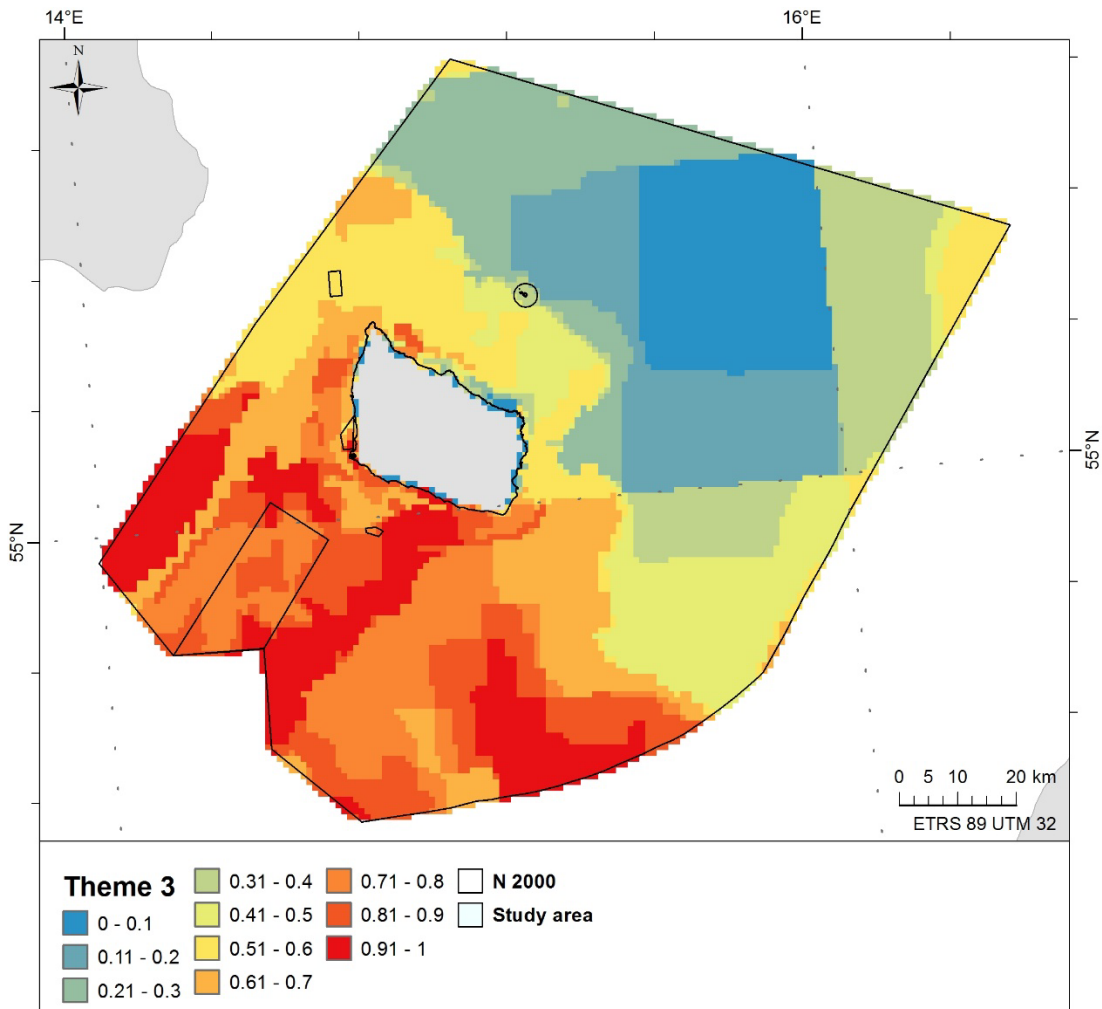 14°E
16°E
N
55°N
55°N
0 5 10 20 km
ETRS 89 UTM 32
Theme 3
0 - 0.1
0.11 - 0.2
0.21 - 0.3
0.31 - 0.4
0.41 - 0.5
0.51 - 0.6
0.61 - 0.7
0.71 - 0.8
0.81 - 0.9
0.91 - 1
N 2000
Study area